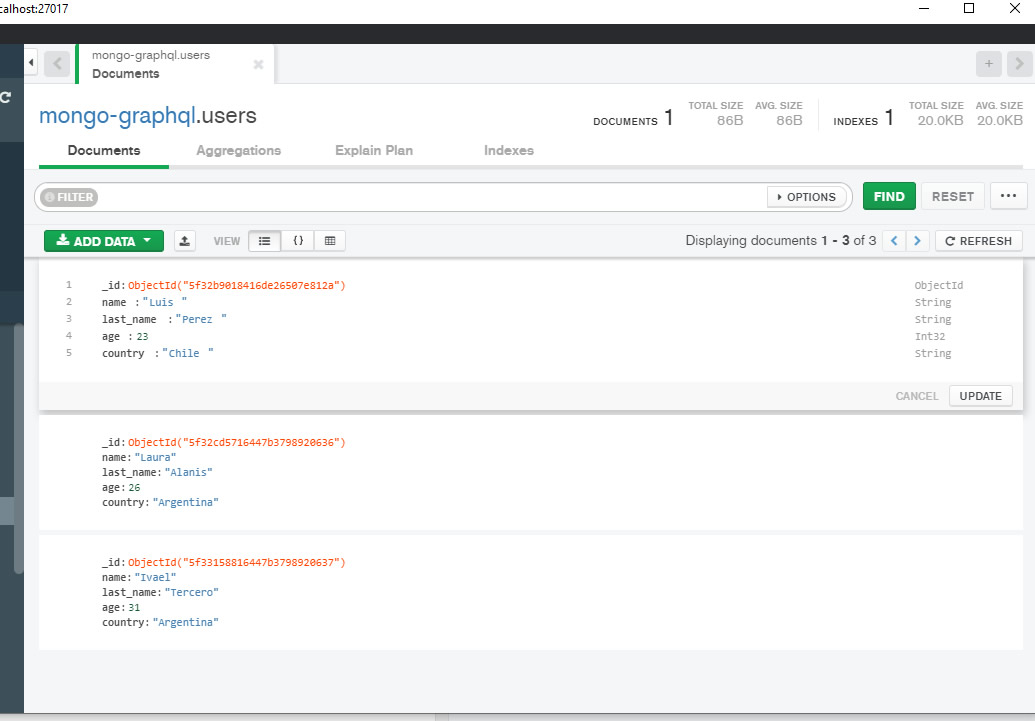 calhost:27017
mongo-graphql.users
Documents
mongo-graphql.users
DOCUMENTS 1 TOTAL SIZE 86B AVG. SIZE 86B INDEXES 1 TOTAL SIZE 20.0KB AVG. SIZE 20.0KB
Documents Aggregations Explain Plan Indexes
FILTER OPTIONS FIND RESET ...
ADD DATA VIEW {} Displaying documents 1 - 3 of 3 REFRESH
1 _id:ObjectId("5f32b9018416de26507e812a") ObjectId
2 name :"Luis " String
3 last_name :"Perez " String
4 age :23 Int32
5 country :"Chile " String
CANCEL UPDATE
_id:ObjectId("5f32cd5716447b3798920636")
name:"Laura"
last_name:"Alanis"
age:26
country:"Argentina"
_id:ObjectId("5f33158816447b3798920637")
name:"Ivael"
last_name:"Tercero"
age:31
country:"Argentina"